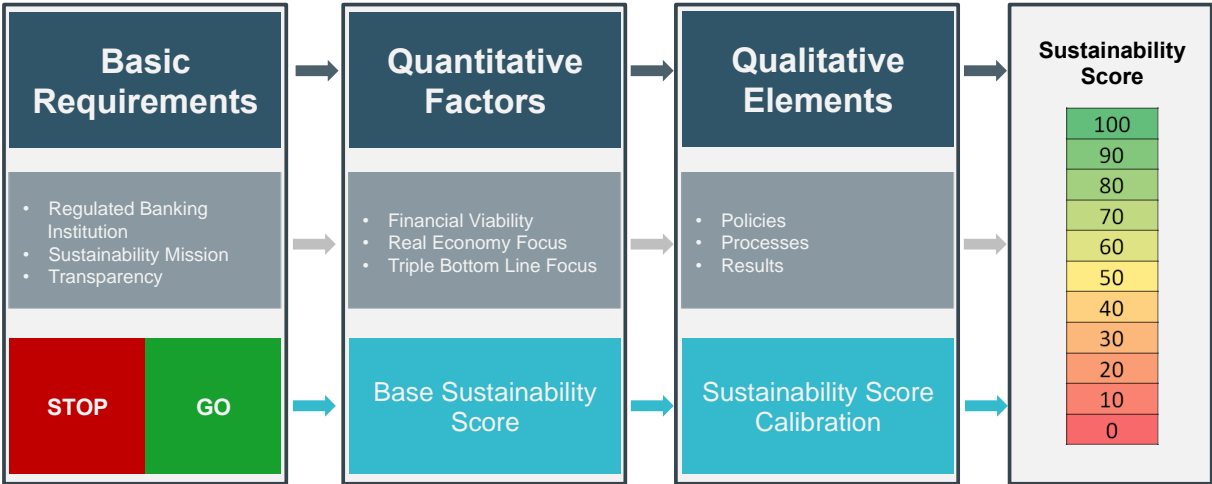 Basic
Requirements
• Regulated Banking
Institution
• Sustainability Mission
• Transparency
STOP
GO
Quantitative
Factors
• Financial Viability
• Real Economy Focus
• Triple Bottom Line Focus
Base Sustainability
Score
Qualitative
Elements
• Policies
• Processes
• Results
Sustainability Score
Calibration
Sustainability
Score
100
90
80
70
60
50
40
30
20
10
0